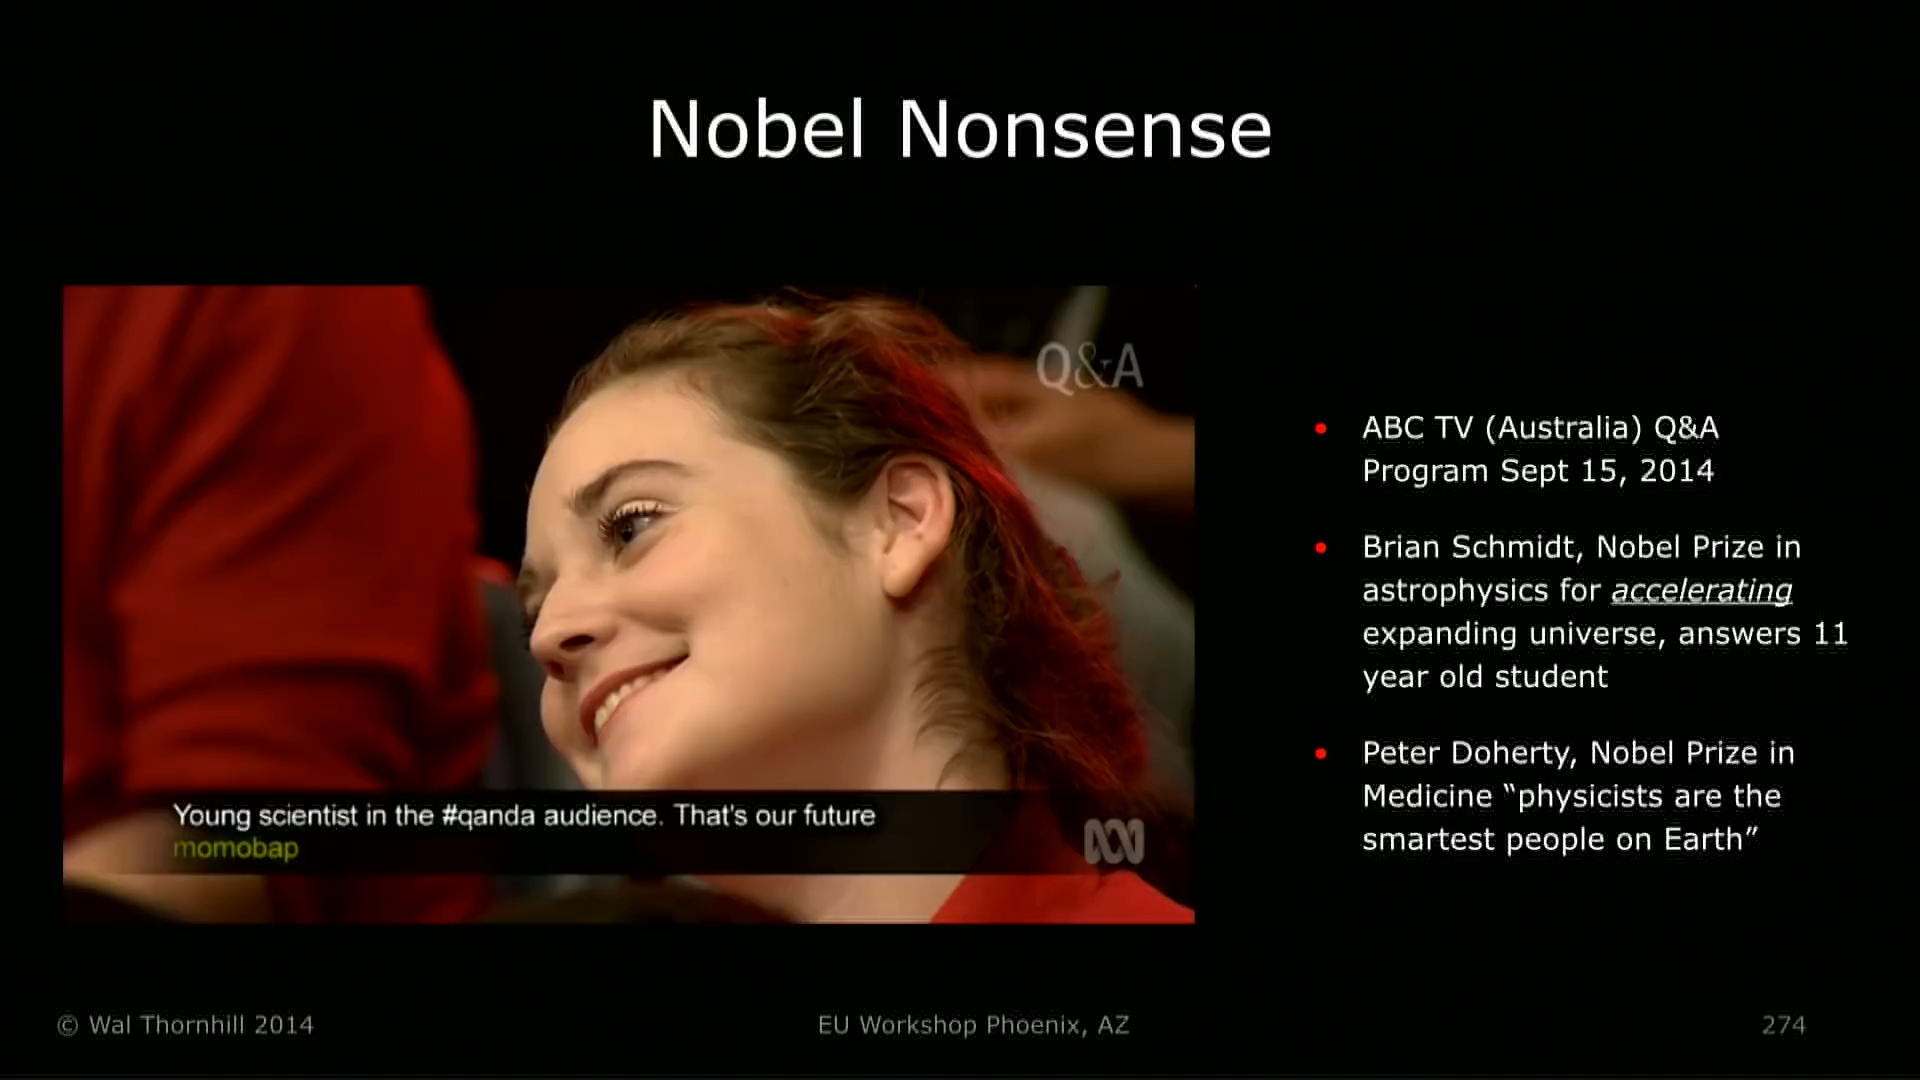 Nobel Nonsense
Q&A
Young scientist in the #qanda audience. That's our future
momobap
• ABC TV (Australia) Q&A
Program Sept 15, 2014
• Brian Schmidt, Nobel Prize in
astrophysics for accelerating
expanding universe, answers 11
year old student
• Peter Doherty, Nobel Prize in
Medicine “physicists are the
smartest people on Earth”
© Wal Thornhill 2014
EU Workshop Phoenix, AZ
274